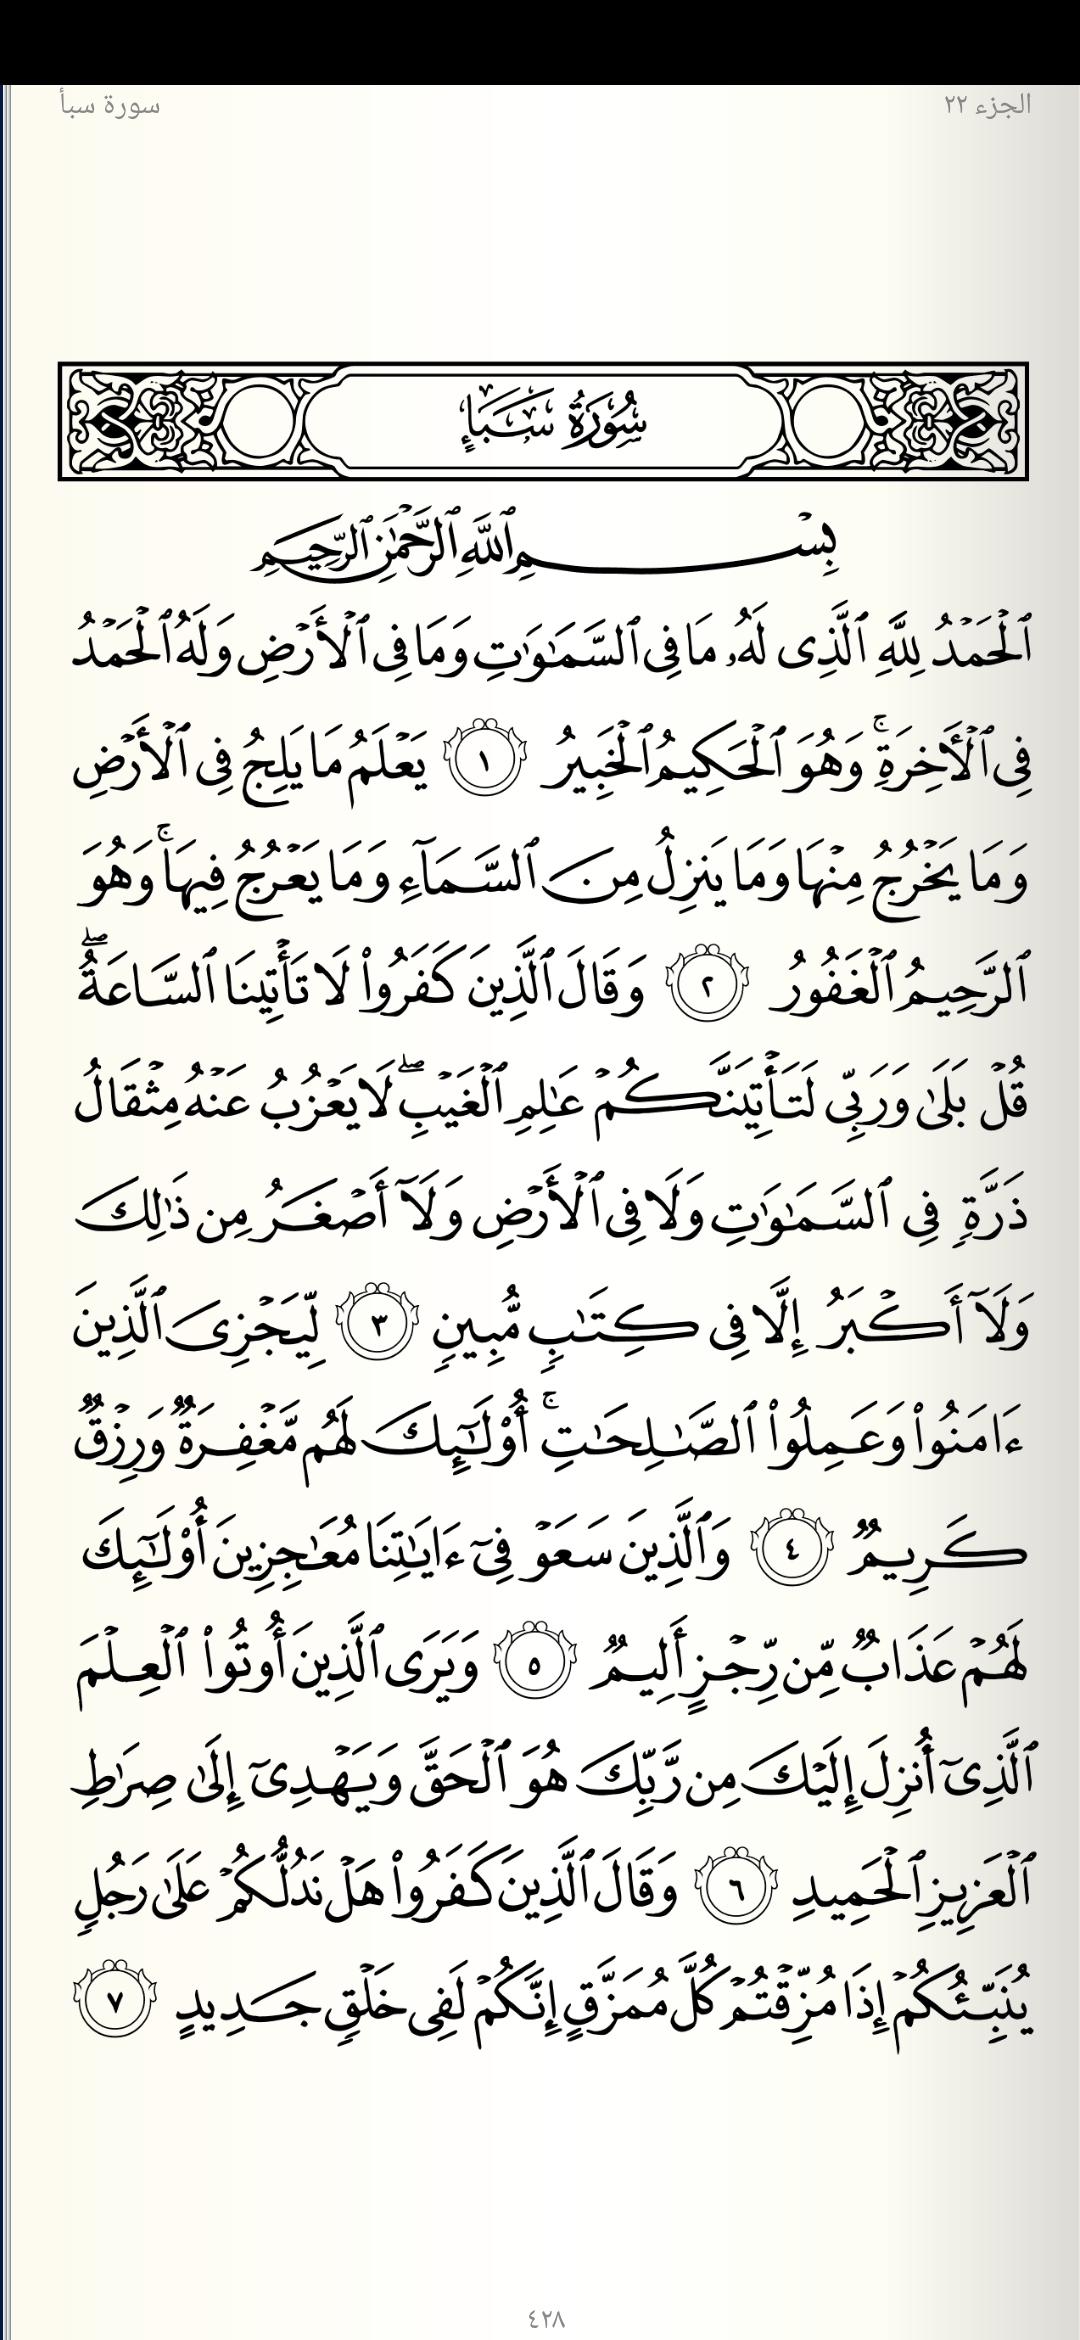 الجزء ٢٢
سورة سبأ
سُورَةُ سَبَإٍ
بِسْمِ ٱللَّهِ ٱلرَّحْمَٰنِ ٱلرَّحِيمِ
ٱلْحَمْدُ لِلَّهِ ٱلَّذِى لَهُۥ مَا فِى ٱلسَّمَٰوَٰتِ وَمَا فِى ٱلْأَرْضِ وَلَهُ ٱلْحَمْدُ
فِى ٱلْأَخِرَةِ ۚ وَهُوَ ٱلْحَكِيمُ ٱلْخَبِيرُ ١ يَعْلَمُ مَا يَلِجُ فِى ٱلْأَرْضِ
وَمَا يَخْرُجُ مِنْهَا وَمَا يَنزِلُ مِنَ ٱلسَّمَآءِ وَمَا يَعْرُجُ فِيهَا ۚ وَهُوَ
ٱلرَّحِيمُ ٱلْغَفُورُ ٢ وَقَالَ ٱلَّذِينَ كَفَرُوا۟ لَا تَأْتِينَا ٱلسَّاعَةُ ۖ
قُلْ بَلَىٰ وَرَبِّى لَتَأْتِيَنَّكُمْ عَٰلِمِ ٱلْغَيْبِ ۖ لَا يَعْزُبُ عَنْهُ مِثْقَالُ
ذَرَّةٍ فِى ٱلسَّمَٰوَٰتِ وَلَا فِى ٱلْأَرْضِ وَلَآ أَصْغَرُ مِن ذَٰلِكَ
وَلَآ أَكْبَرُ إِلَّا فِى كِتَٰبٍ مُّبِينٍ ٣ لِّيَجْزِىَ ٱلَّذِينَ
ءَامَنُوا۟ وَعَمِلُوا۟ ٱلصَّٰلِحَٰتِ ۚ أُو۟لَٰٓئِكَ لَهُم مَّغْفِرَةٌ وَرِزْقٌ
كَرِيمٌ ٤ وَٱلَّذِينَ سَعَوْ فِىٓ ءَايَٰتِنَا مُعَٰجِزِينَ أُو۟لَٰٓئِكَ
لَهُمْ عَذَابٌ مِّن رِّجْزٍ أَلِيمٌ ٥ وَيَرَى ٱلَّذِينَ أُوتُوا۟ ٱلْعِلْمَ
ٱلَّذِىٓ أُنزِلَ إِلَيْكَ مِن رَّبِّكَ هُوَ ٱلْحَقَّ وَيَهْدِىٓ إِلَىٰ صِرَٰطِ
ٱلْعَزِيزِ ٱلْحَمِيدِ ٦ وَقَالَ ٱلَّذِينَ كَفَرُوا۟ هَلْ نَدُلُّكُمْ عَلَىٰ رَجُلٍ
يُنَبِّئُكُمْ إِذَا مُزِّقْتُمْ كُلَّ مُمَزَّقٍ إِنَّكُمْ لَفِى خَلْقٍ جَدِيدٍ ٧
٤٢٨